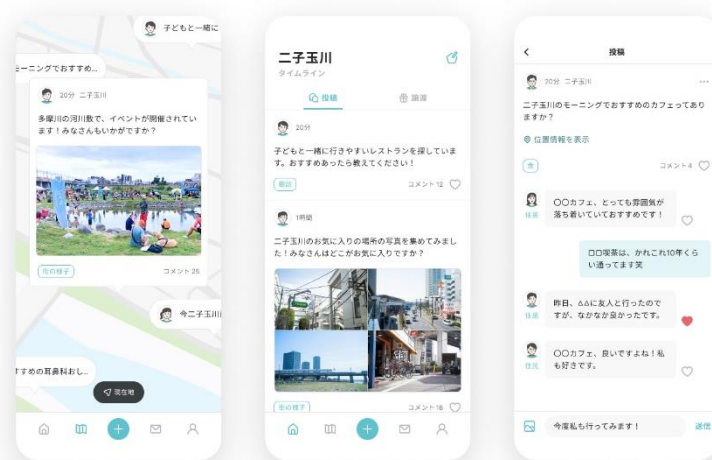 子どもと一緒に
モーニングでおすすめ...
20分 二子玉川
多摩川の河川敷で、イベントが開催されてい
ます！みなさんもいかがですか？
街の様子
コメント 25
今二子玉川
すすめの耳鼻科おし..
現在地
二子玉川
タイムライン
投稿
譲渡
20分
子どもと一緒に行きやすいレストランを探していま
す。おすすめあったら教えてください！
コメント 12
1時間
二子玉川のお気に入りの場所の写真を集めてみまし
た！みなさんはどこがお気に入りですか？
街の様子
コメント 16
投稿
20分 二子玉川
二子玉川のモーニングでおすすめのカフェってあり
ますか？
位置情報を表示
食
コメント 4
〇〇カフェ、とっても雰囲気が
落ち着いていておすすめです！
住民
□□喫茶は、かれこれ10年くら
い通ってます笑
昨日、△△に友人と行ったので
すが、なかなか良かったです。
住民
〇〇カフェ、良いですよね！私
も好きです。
住民
今度私も行ってみます！
送信